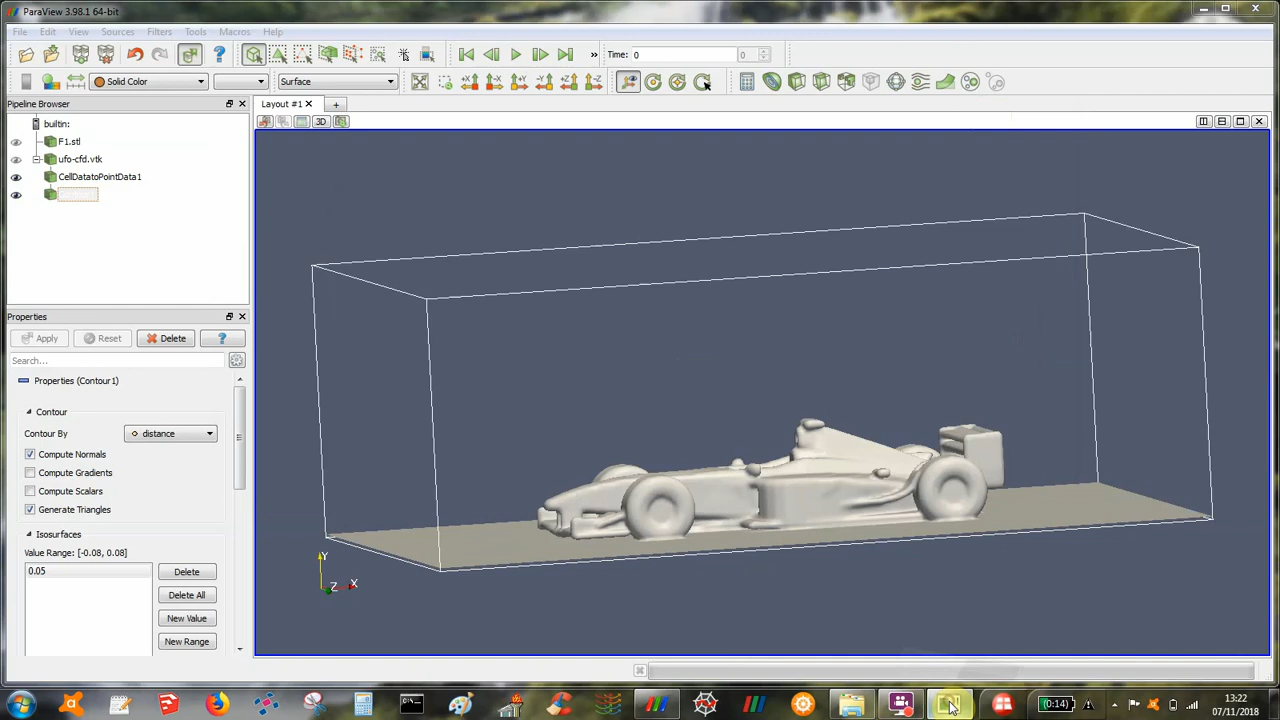 ParaView 3.98.1 64-bit
File Edit View Sources Filters Tools Macros Help
Time: 0 0
Solid Color Surface
Pipeline Browser
Layout #1
builtin:
3D
F1.stl
ufo-cfd.vtk
CellDatatoPointData1
Properties
Apply Reset Delete ?
Search...
Properties (Contour1)
Contour
Contour By distance
Compute Normals
Compute Gradients
Compute Scalars
Generate Triangles
Isosurfaces
Value Range: [-0.08, 0.08]
0.05
Delete
Delete All
New Value
New Range
Y
Z X
(0:14)
13:22
07/11/2018